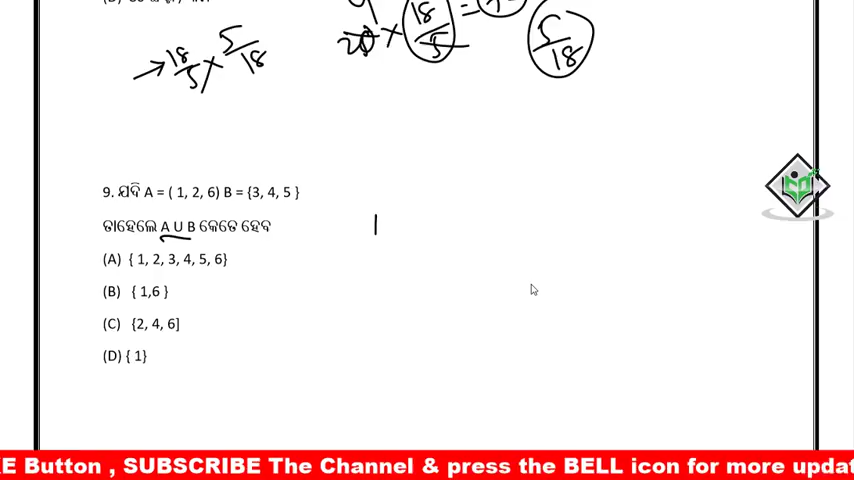 18/5 × 5/18
20 × 18/5 =
5/18
9. ଯଦି A = ( 1, 2, 6) B = {3, 4, 5 }
ତାହେଲେ A U B କେତେ ହେବ
(A) { 1, 2, 3, 4, 5, 6}
(B) { 1,6 }
(C) {2, 4, 6]
(D) { 1}
KE Button , SUBSCRIBE The Channel & press the BELL icon for more updat